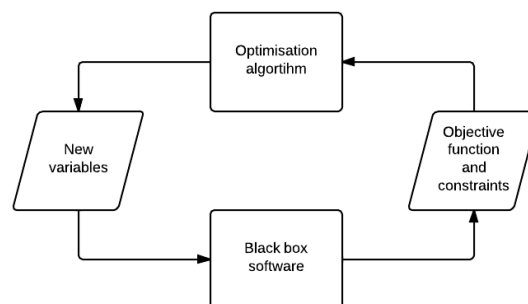 Optimisation
algortihm
New
variables
Objective
function
and
constraints
Black box
software